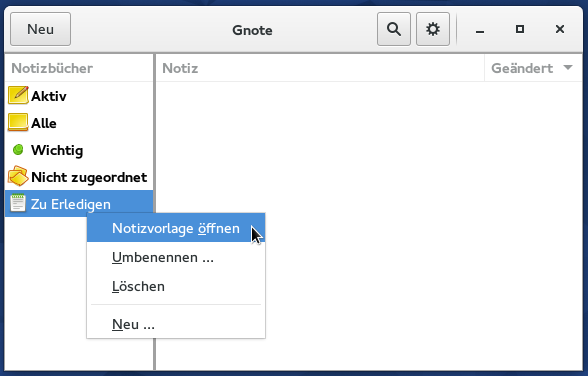 Neu
Gnote
Notizbücher
Notiz
Geändert
Aktiv
Alle
Wichtig
Nicht zugeordnet
Zu Erledigen
Notizvorlage öffnen
Umbenennen ...
Löschen
Neu ...